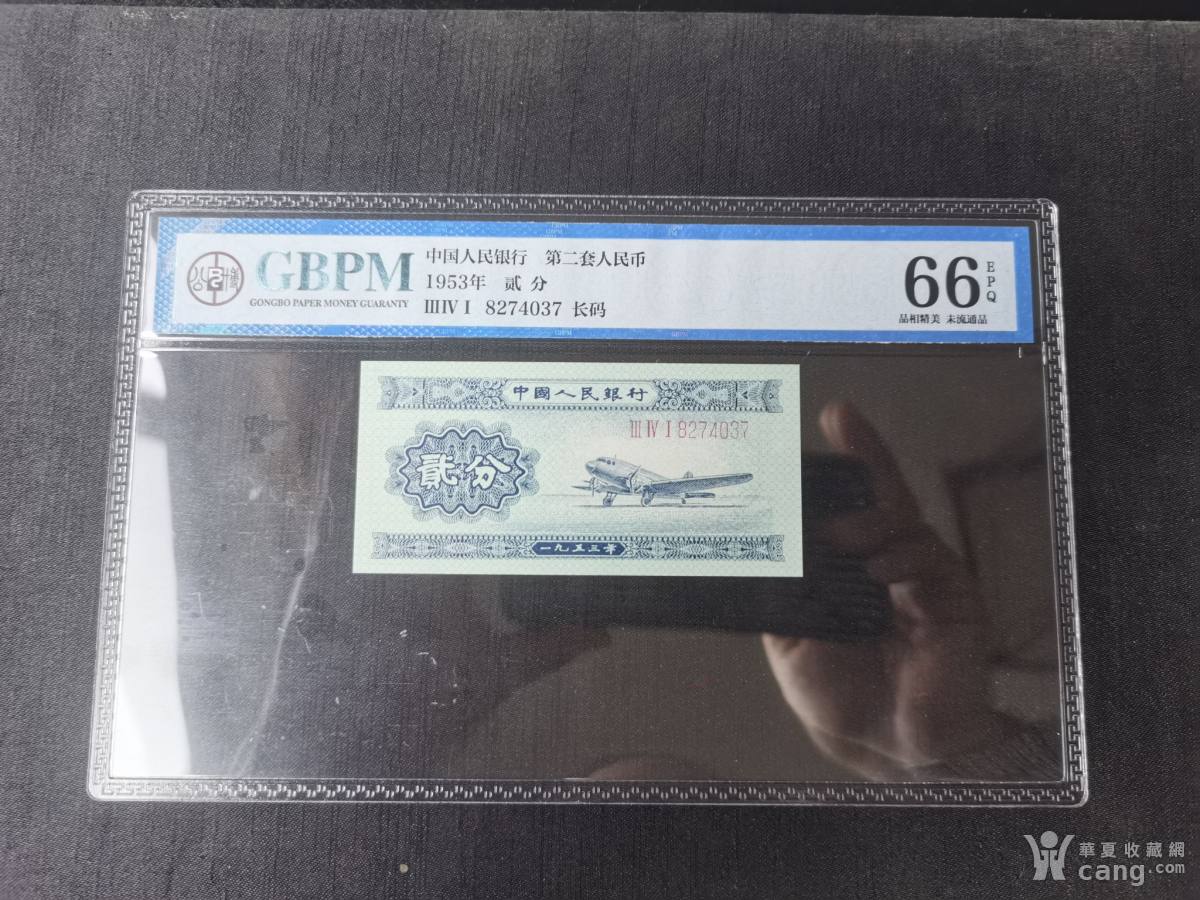 GBPM
GONGBO PAPER MONEY GUARANTY
中国人民银行 第二套人民币
1953年 贰 分
ⅢⅣⅠ 8274037 长码
66
EPQ
品相精美 未流通品
中國人民銀行
Ⅲ Ⅳ Ⅰ 8274037
貳分
一九五三年
華夏收藏網
cang.com